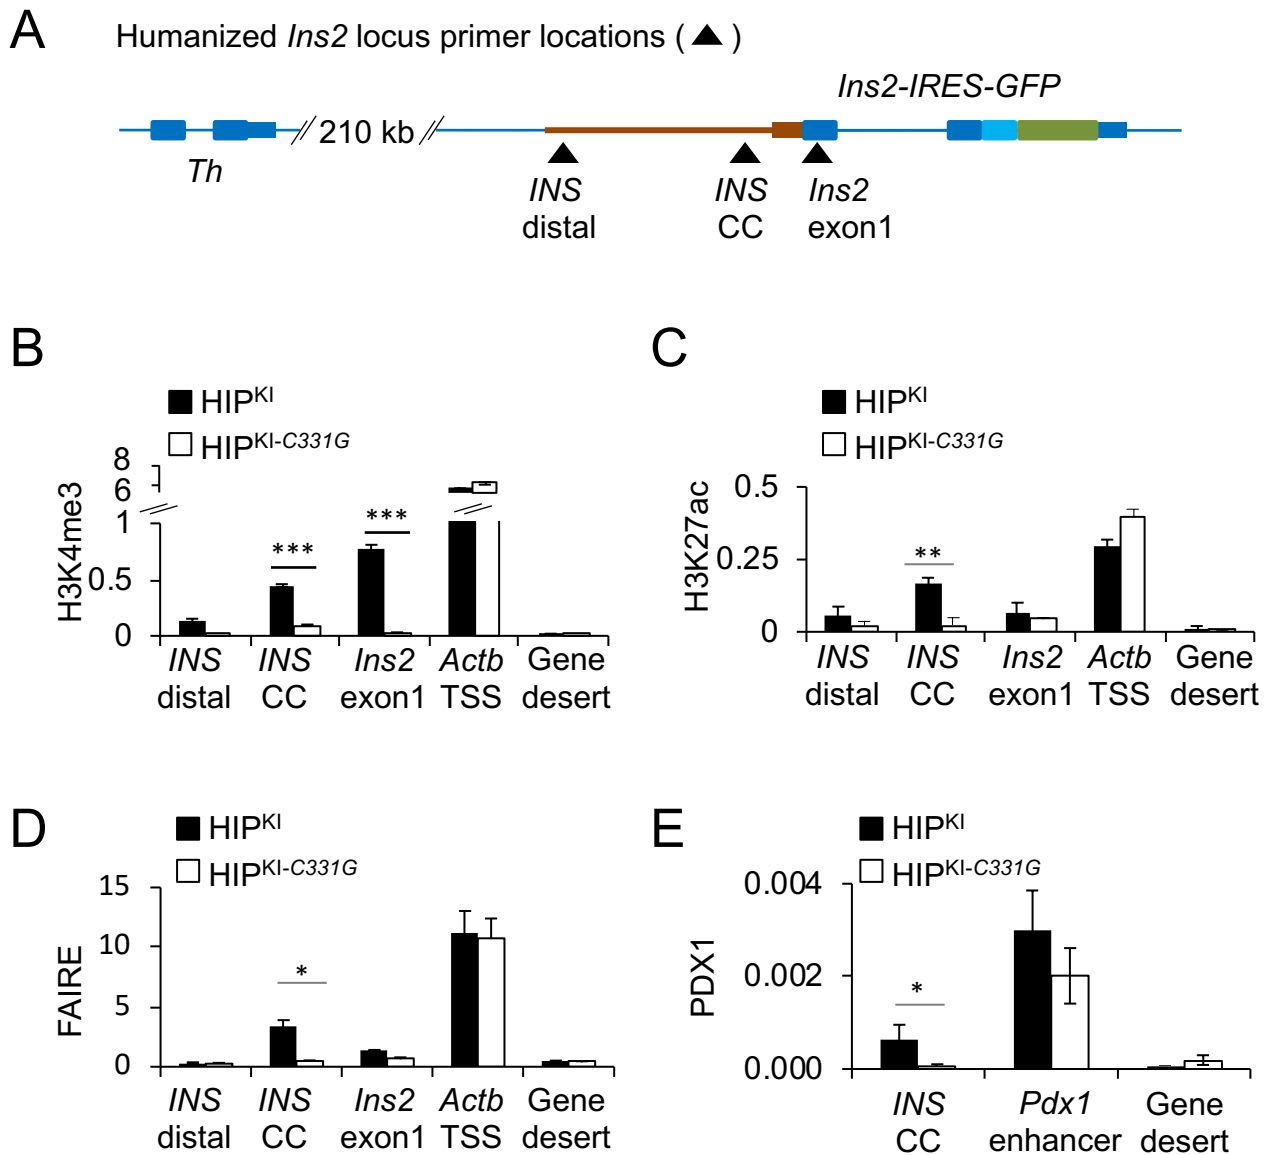 A
Humanized Ins2 locus primer locations ( ▲ )
Ins2-IRES-GFP
210 kb
Th
INS distal
INS CC
Ins2 exon1
B
HIPKI
HIPKI-C331G
H3K4me3
8
6
1
0.5
0
***
***
INS distal
INS CC
Ins2 exon1
Actb TSS
Gene desert
C
HIPKI
HIPKI-C331G
H3K27ac
0.5
0.25
0
**
INS distal
INS CC
Ins2 exon1
Actb TSS
Gene desert
D
HIPKI
HIPKI-C331G
FAIRE
15
10
5
0
*
INS distal
INS CC
Ins2 exon1
Actb TSS
Gene desert
E
HIPKI
HIPKI-C331G
PDX1
0.004
0.002
0.000
*
INS CC
Pdx1 enhancer
Gene desert